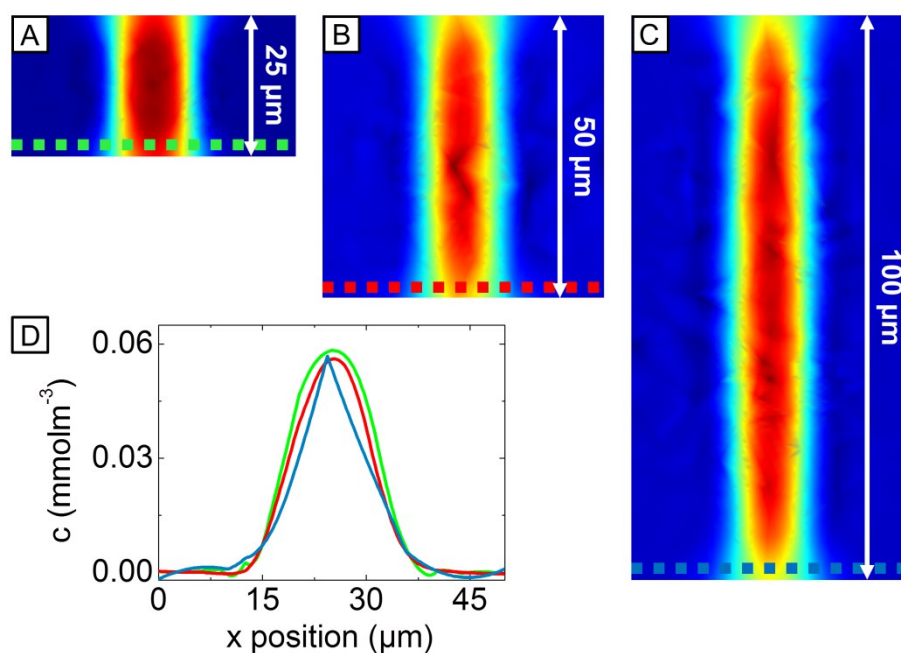 A
25 µm
B
50 µm
C
100 µm
D
0.06
0.03
0.00
c (mmolm⁻³)
0 15 30 45
x position (µm)